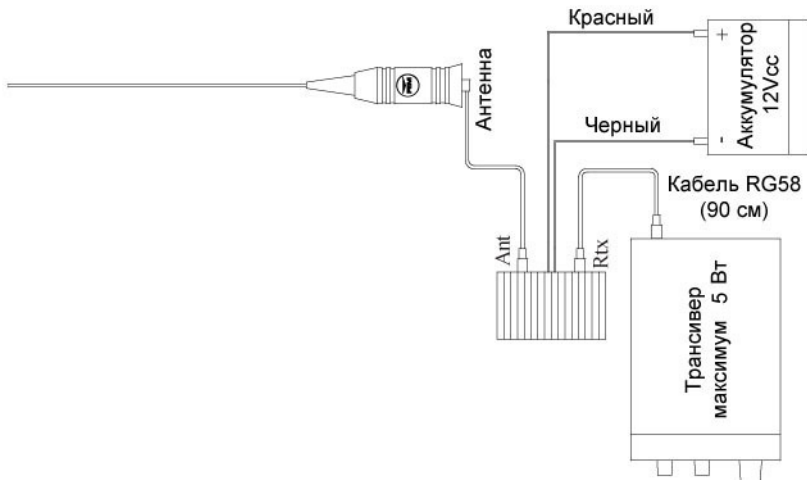 Красный
Черный
Антенна
Аккумулятор
12Vcc
+
-
Кабель RG58
(90 см)
Ant
Rtx
Трансивер
максимум 5 Вт